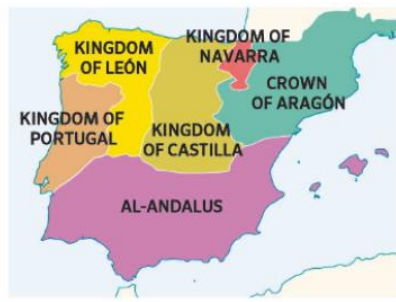 KINGDOM
OF LEÓN
KINGDOM OF
NAVARRA
CROWN
OF ARAGÓN
KINGDOM OF
PORTUGAL
KINGDOM
OF CASTILLA
AL-ANDALUS